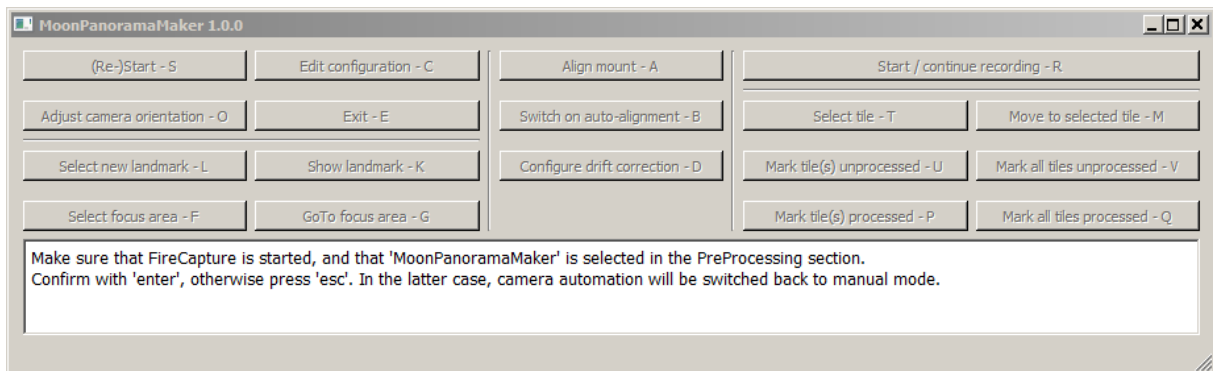 MoonPanoramaMaker 1.0.0
(Re-)Start - S
Edit configuration - C
Align mount - A
Start / continue recording - R
Adjust camera orientation - O
Exit - E
Switch on auto-alignment - B
Select tile - T
Move to selected tile - M
Select new landmark - L
Show landmark - K
Configure drift correction - D
Mark tile(s) unprocessed - U
Mark all tiles unprocessed - V
Select focus area - F
GoTo focus area - G
Mark tile(s) processed - P
Mark all tiles processed - Q
Make sure that FireCapture is started, and that 'MoonPanoramaMaker' is selected in the PreProcessing section.
Confirm with 'enter', otherwise press 'esc'. In the latter case, camera automation will be switched back to manual mode.